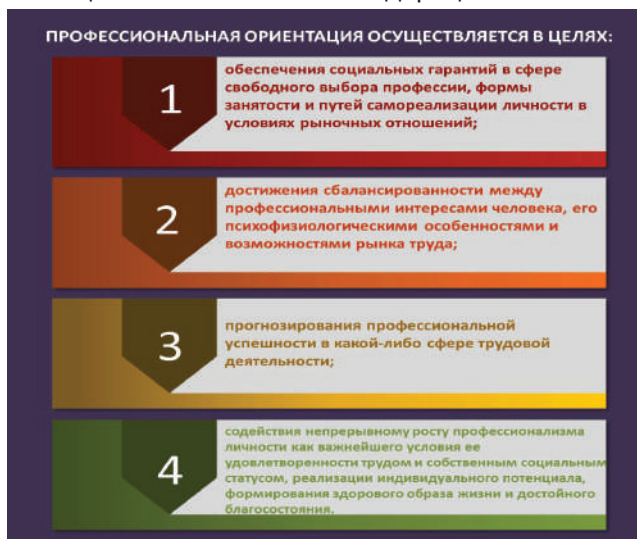 ПРОФЕССИОНАЛЬНАЯ ОРИЕНТАЦИЯ ОСУЩЕСТВЛЯЕТСЯ В ЦЕЛЯХ:
1
обеспечения социальных гарантий в сфере
свободного выбора профессии, формы
занятости и путей самореализации личности в
условиях рыночных отношений;
2
достижения сбалансированности между
профессиональными интересами человека, его
психофизиологическими особенностями и
возможностями рынка труда;
3
прогнозирования профессиональной
успешности в какой-либо сфере трудовой
деятельности;
4
содействия непрерывному росту профессионализма
личности как важнейшего условия ее
удовлетворенности трудом и собственным социальным
статусом, реализации индивидуального потенциала,
формирования здорового образа жизни и достойного
благосостояния.